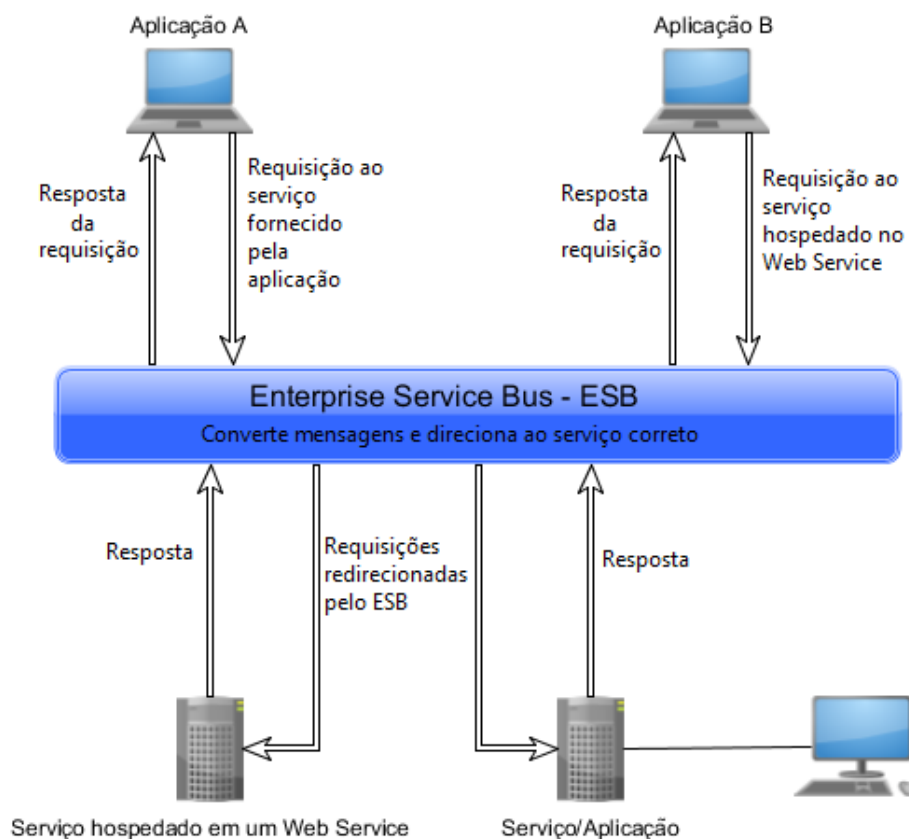 Aplicação A
Aplicação B
Resposta
da
requisição
Requisição ao
serviço
fornecido
pela
aplicação
Resposta
da
requisição
Requisição ao
serviço
hospedado no
Web Service
Enterprise Service Bus - ESB
Converte mensagens e direciona ao serviço correto
Resposta
Requisições
redirecionadas
pelo ESB
Resposta
Serviço hospedado em um Web Service
Serviço/Aplicação